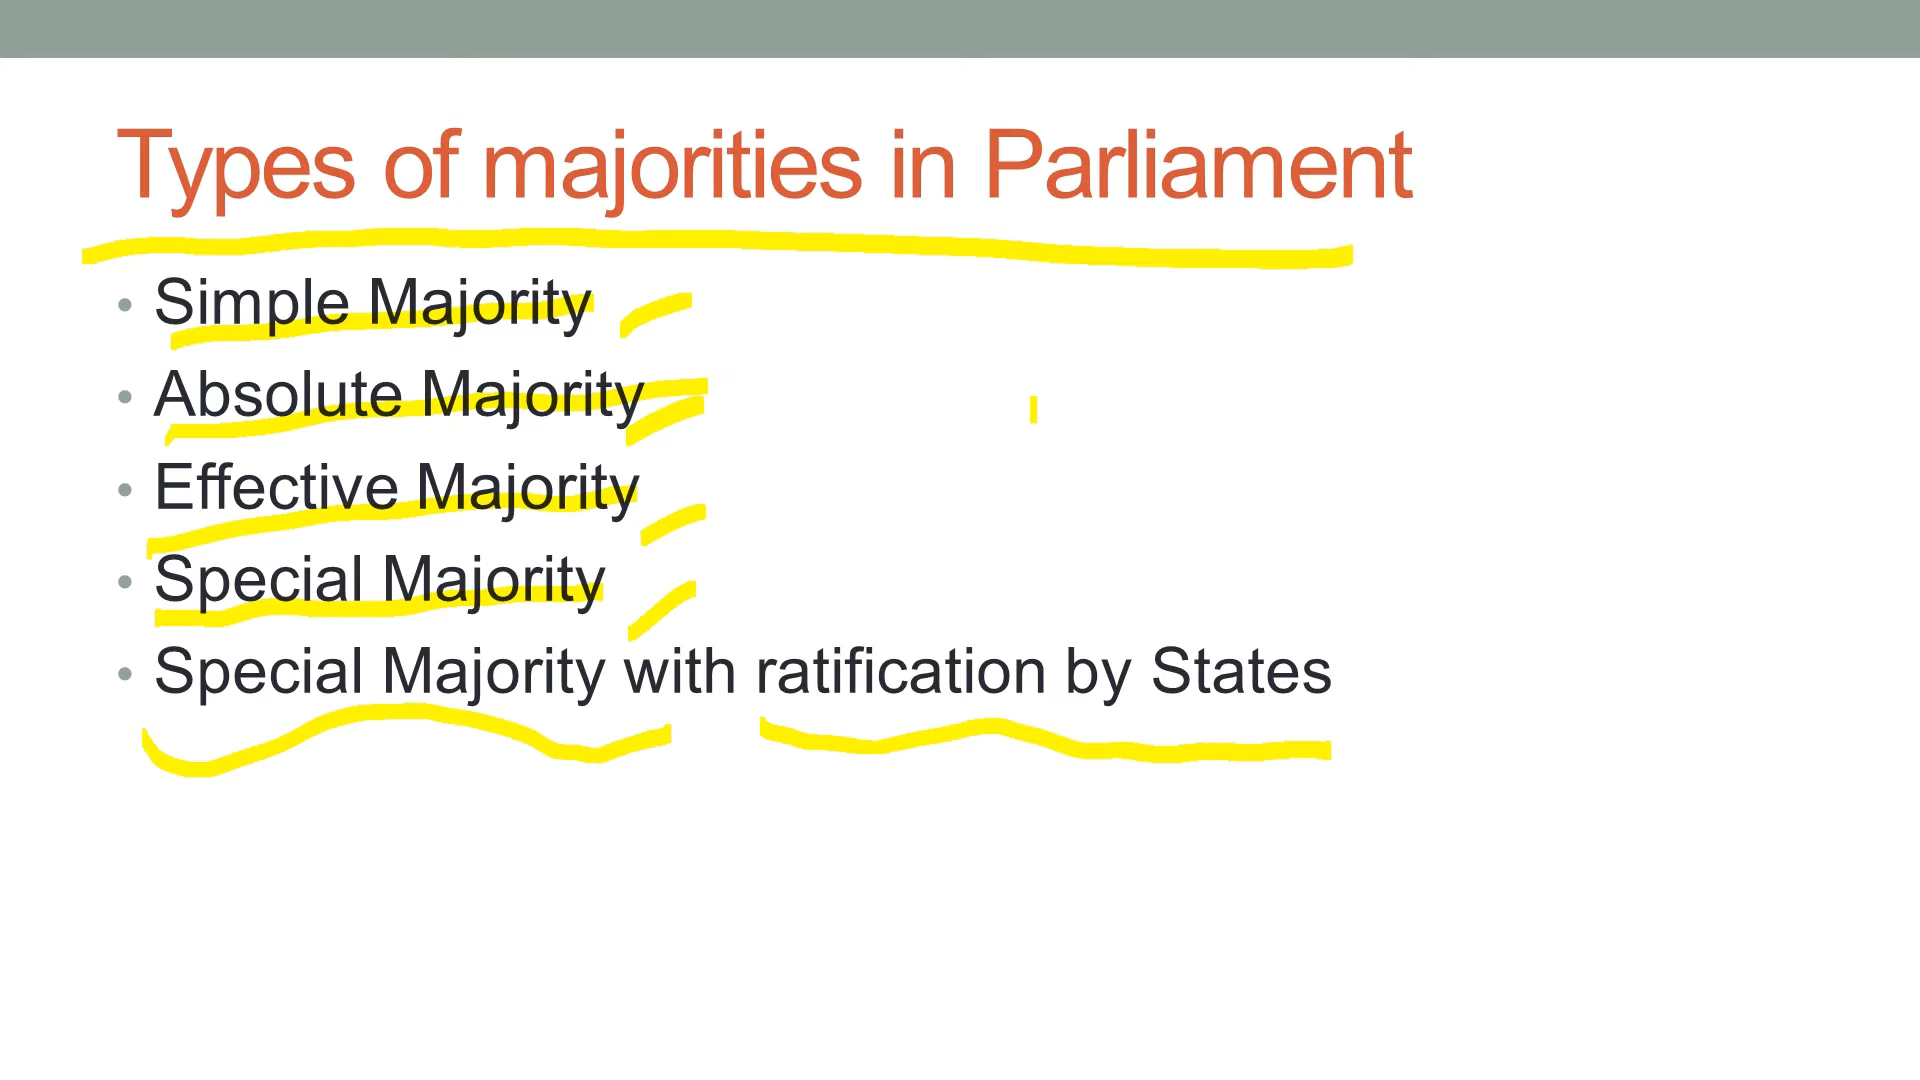 Types of majorities in Parliament
• Simple Majority
• Absolute Majority
• Effective Majority
• Special Majority
• Special Majority with ratification by States